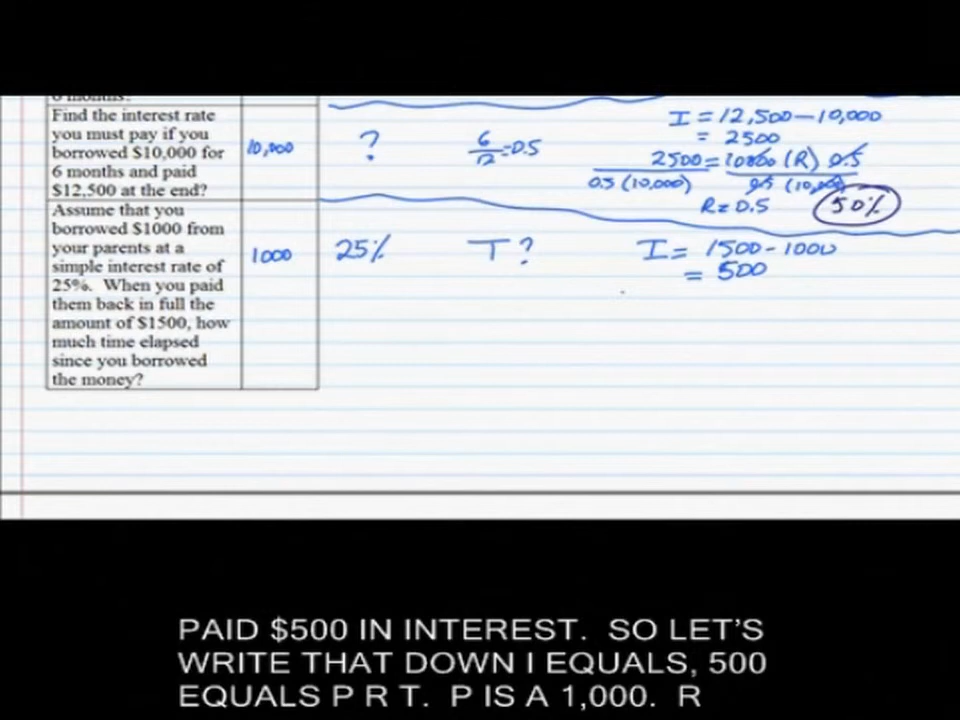 6 months?
Find the interest rate
you must pay if you
borrowed $10,000 for
6 months and paid
$12,500 at the end?
10,000
?
6/12 = 0.5
I = 12,500 - 10,000
= 2500
2500 = 10000 (R) 0.5
0.5 (10,000) 0.5 (10,000)
R = 0.5 50%
Assume that you
borrowed $1000 from
your parents at a
simple interest rate of
25%. When you paid
them back in full the
amount of $1500, how
much time elapsed
since you borrowed
the money?
1000
25%
T ?
I = 1500 - 1000
= 500
PAID $500 IN INTEREST. SO LET'S
WRITE THAT DOWN I EQUALS, 500
EQUALS P R T. P IS A 1,000. R